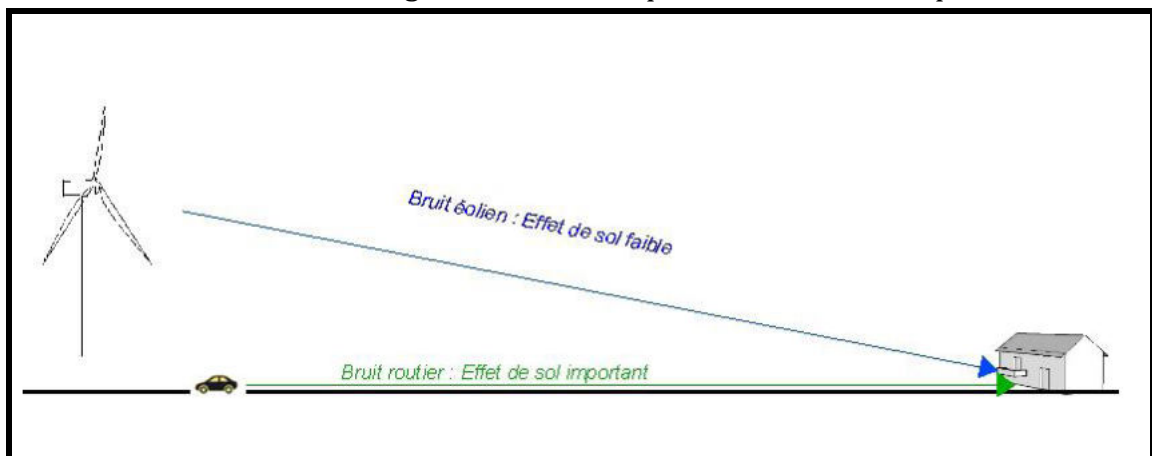 Bruit éolien : Effet de sol faible
Bruit routier : Effet de sol important